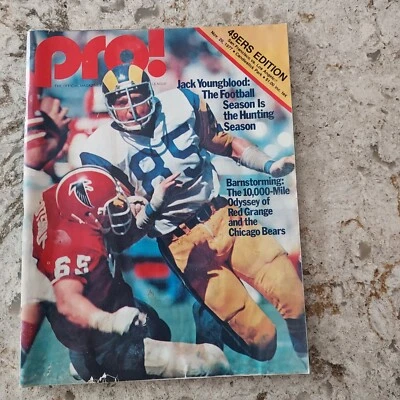 pro!
49ERS EDITION
Jack Youngblood:
The Football
Season Is
the Hunting
Season
Barnstorming:
The 10,000-Mile
Odyssey of
Red Grange
and the
Chicago Bears
85
65